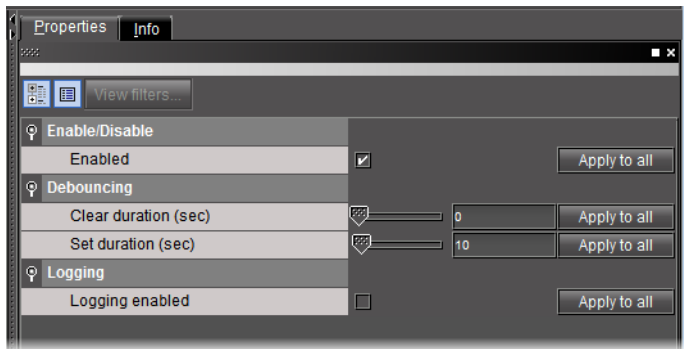 Properties Info
View filters...
Enable/Disable
Enabled Apply to all
Debouncing
Clear duration (sec) 0 Apply to all
Set duration (sec) 10 Apply to all
Logging
Logging enabled Apply to all